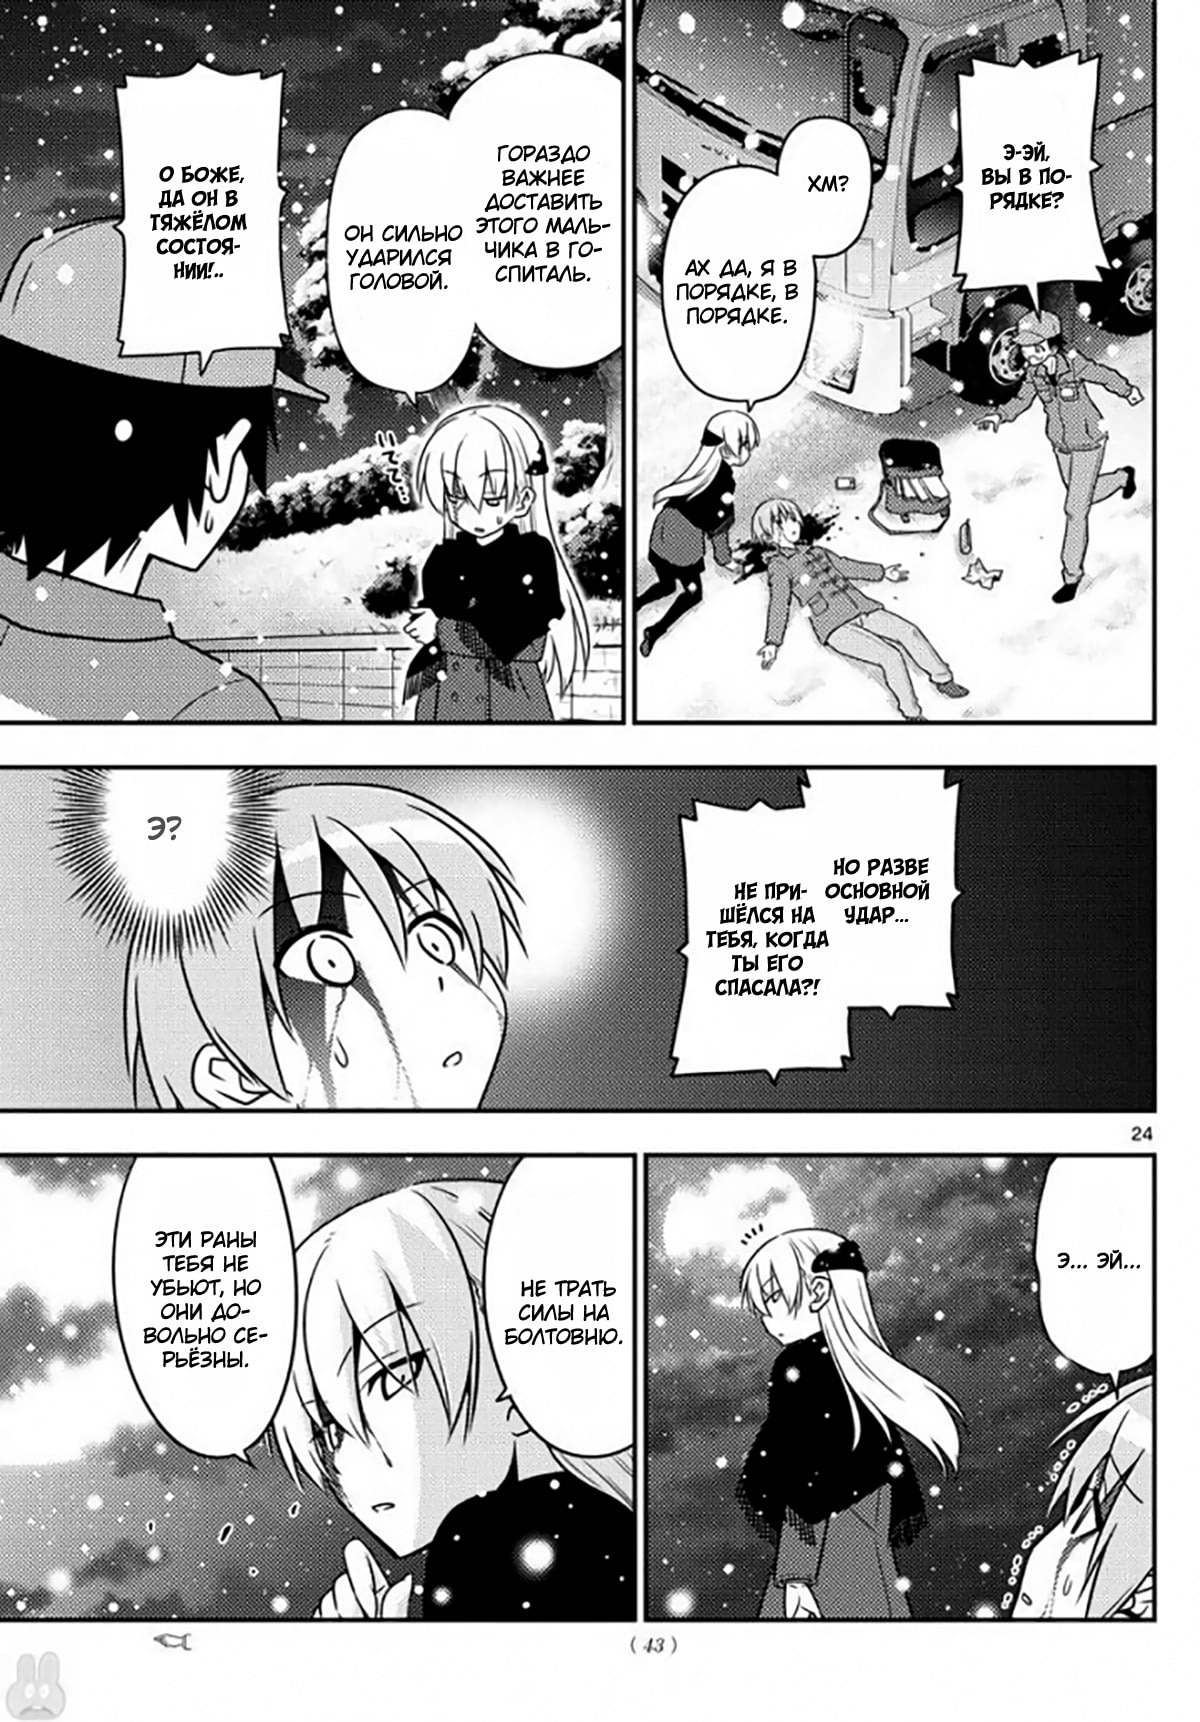 Э-ЭЙ,
ВЫ В ПО-
РЯДКЕ?
ХМ?
АХ ДА, Я В
ПОРЯДКЕ, В
ПОРЯДКЕ.
ГОРАЗДО
ВАЖНЕЕ
ДОСТАВИТЬ
ЭТОГО МАЛЬ-
ЧИКА В ГО-
СПИТАЛЬ.
ОН СИЛЬНО
УДАРИЛСЯ
ГОЛОВОЙ.
いてて…
О БОЖЕ,
ДА ОН В
ТЯЖЁЛОМ
СОСТОЯ-
НИИ!..
НО РАЗВЕ
ОСНОВНОЙ
УДАР...
НЕ ПРИ-
ШЁЛСЯ НА
ТЕБЯ, КОГДА
ТЫ ЕГО
СПАСАЛА?!
Э?
24
Э... ЭЙ...
НЕ ТРАТЬ
СИЛЫ НА
БОЛТОВНЮ.
ЭТИ РАНЫ
ТЕБЯ НЕ
УБЬЮТ, НО
ОНИ ДО-
ВОЛЬНО СЕ-
РЬЁЗНЫ.
(43)